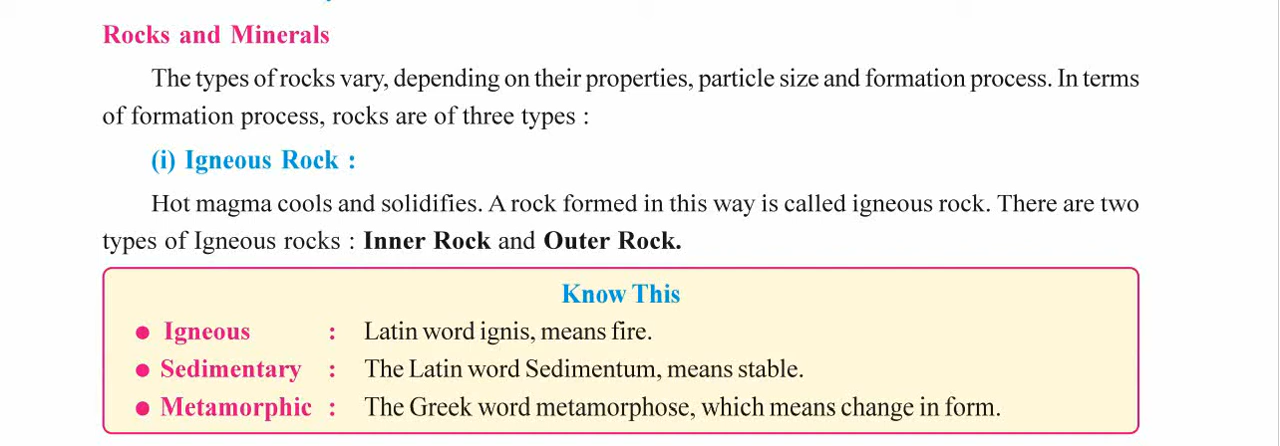 Rocks and Minerals
The types of rocks vary, depending on their properties, particle size and formation process. In terms
of formation process, rocks are of three types :
(i) Igneous Rock :
Hot magma cools and solidifies. A rock formed in this way is called igneous rock. There are two
types of Igneous rocks : Inner Rock and Outer Rock.
Know This
● Igneous : Latin word ignis, means fire.
● Sedimentary : The Latin word Sedimentum, means stable.
● Metamorphic : The Greek word metamorphose, which means change in form.